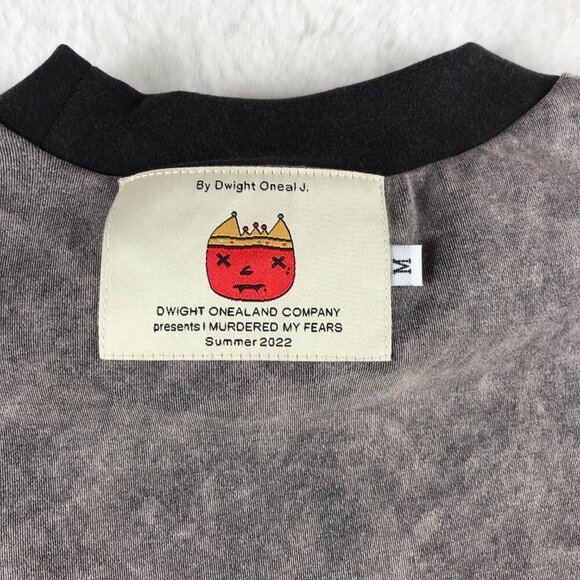 By Dwight Oneal J.
DWIGHT ONEALAND COMPANY
presents I MURDERED MY FEARS
Summer 2022
M